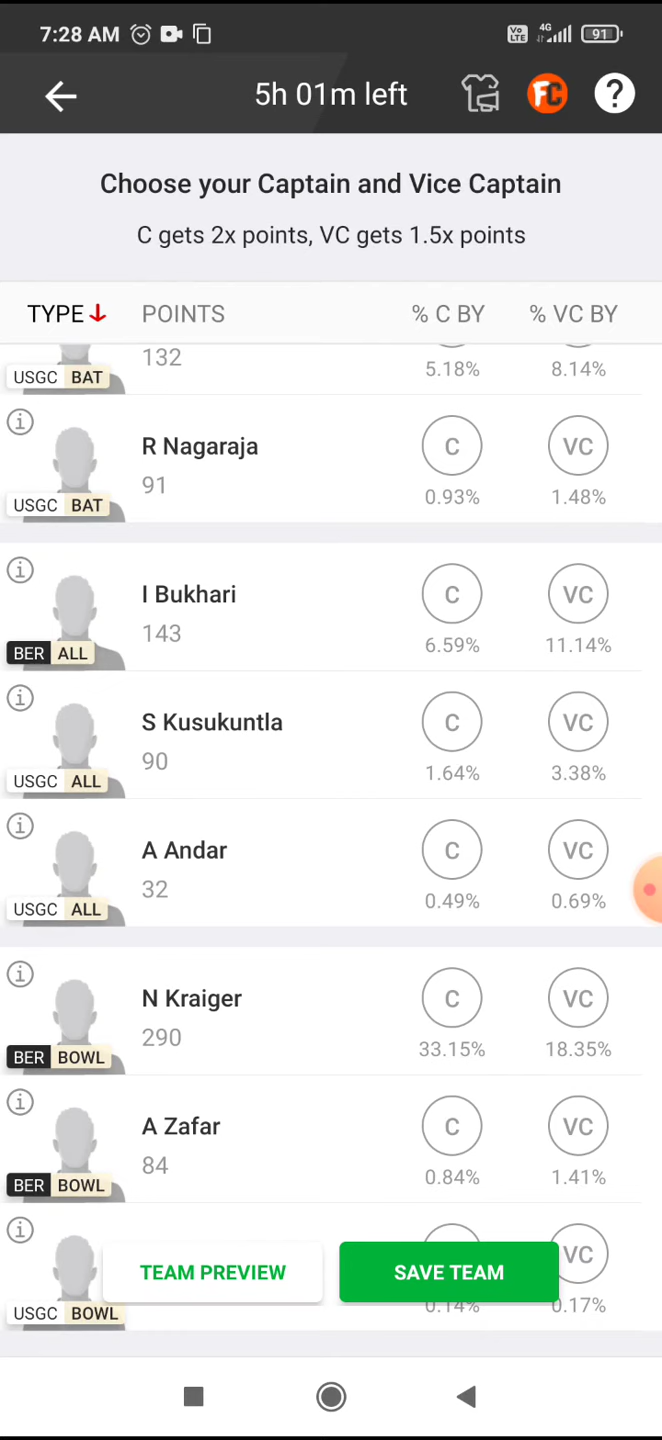 7:28 AM
Vo LTE 4G 91
5h 01m left
FC ?
Choose your Captain and Vice Captain
C gets 2x points, VC gets 1.5x points
TYPE POINTS % C BY % VC BY
132
USGC BAT 5.18% 8.14%
i
R Nagaraja C VC
91
USGC BAT 0.93% 1.48%
i
I Bukhari C VC
143
BER ALL 6.59% 11.14%
i
S Kusukuntla C VC
90
USGC ALL 1.64% 3.38%
i
A Andar C VC
32
USGC ALL 0.49% 0.69%
i
N Kraiger C VC
290
BER BOWL 33.15% 18.35%
i
A Zafar C VC
84
BER BOWL 0.84% 1.41%
i
VC
TEAM PREVIEW SAVE TEAM
USGC BOWL 0.14% 0.17%